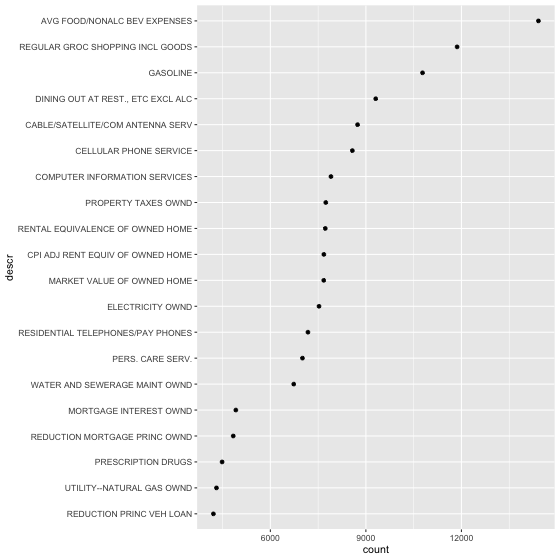 AVG FOOD/NONALC BEV EXPENSES
REGULAR GROC SHOPPING INCL GOODS
GASOLINE
DINING OUT AT REST., ETC EXCL ALC
CABLE/SATELLITE/COM ANTENNA SERV
CELLULAR PHONE SERVICE
COMPUTER INFORMATION SERVICES
PROPERTY TAXES OWND
RENTAL EQUIVALENCE OF OWNED HOME
CPI ADJ RENT EQUIV OF OWNED HOME
MARKET VALUE OF OWNED HOME
ELECTRICITY OWND
RESIDENTIAL TELEPHONES/PAY PHONES
PERS. CARE SERV.
WATER AND SEWERAGE MAINT OWND
MORTGAGE INTEREST OWND
REDUCTION MORTGAGE PRINC OWND
PRESCRIPTION DRUGS
UTILITY--NATURAL GAS OWND
REDUCTION PRINC VEH LOAN
descr
6000 9000 12000
count